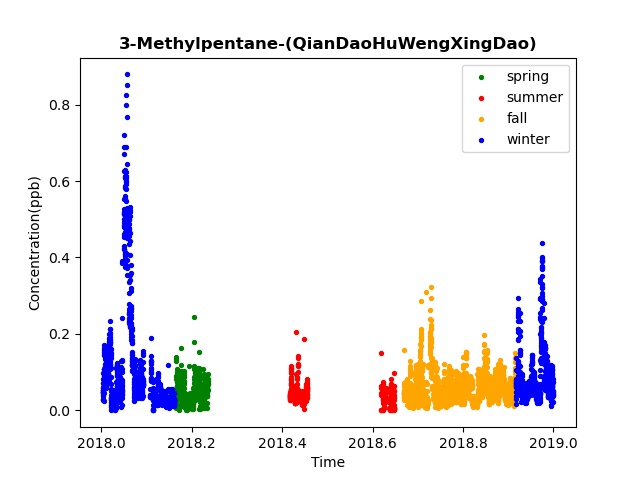 3-Methylpentane-(QianDaoHuWengXingDao)
spring
summer
fall
winter
0.8
0.6
0.4
0.2
0.0
Concentration(ppb)
2018.0 2018.2 2018.4 2018.6 2018.8 2019.0
Time